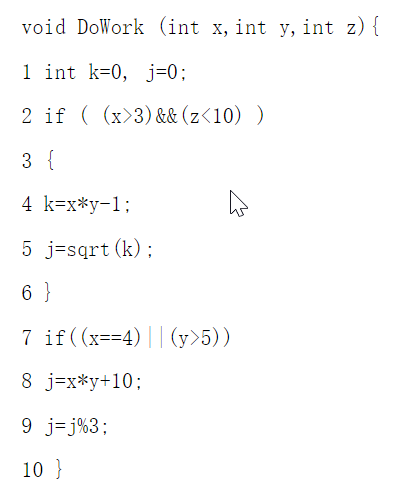 void DoWork (int x,int y,int z){
1 int k=0, j=0;
2 if ( (x>3)&&(z<10) )
3 {
4 k=x*y-1;
5 j=sqrt(k);
6 }
7 if((x==4)||(y>5))
8 j=x*y+10;
9 j=j%3;
10 }